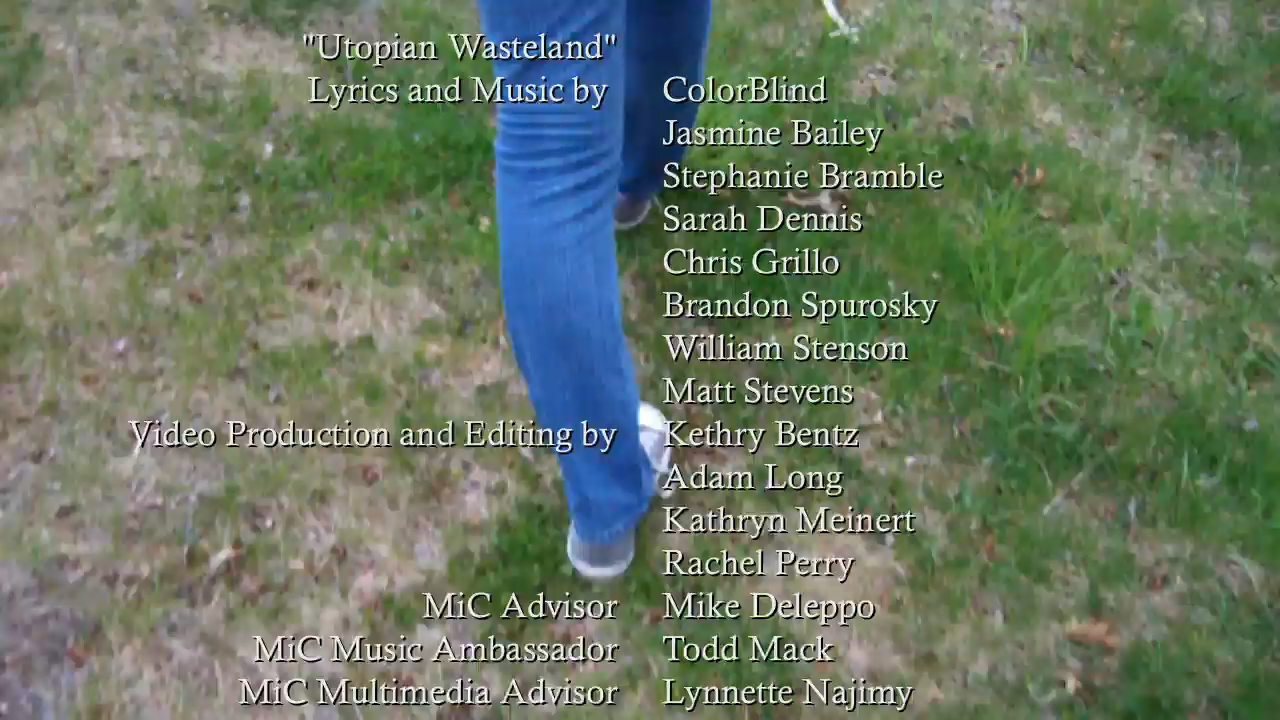 "Utopian Wasteland"
Lyrics and Music by ColorBlind
Jasmine Bailey
Stephanie Bramble
Sarah Dennis
Chris Grillo
Brandon Spurosky
William Stenson
Matt Stevens
Video Production and Editing by Kethry Bentz
Adam Long
Kathryn Meinert
Rachel Perry
MiC Advisor Mike Deleppo
MiC Music Ambassador Todd Mack
MiC Multimedia Advisor Lynnette Najimy